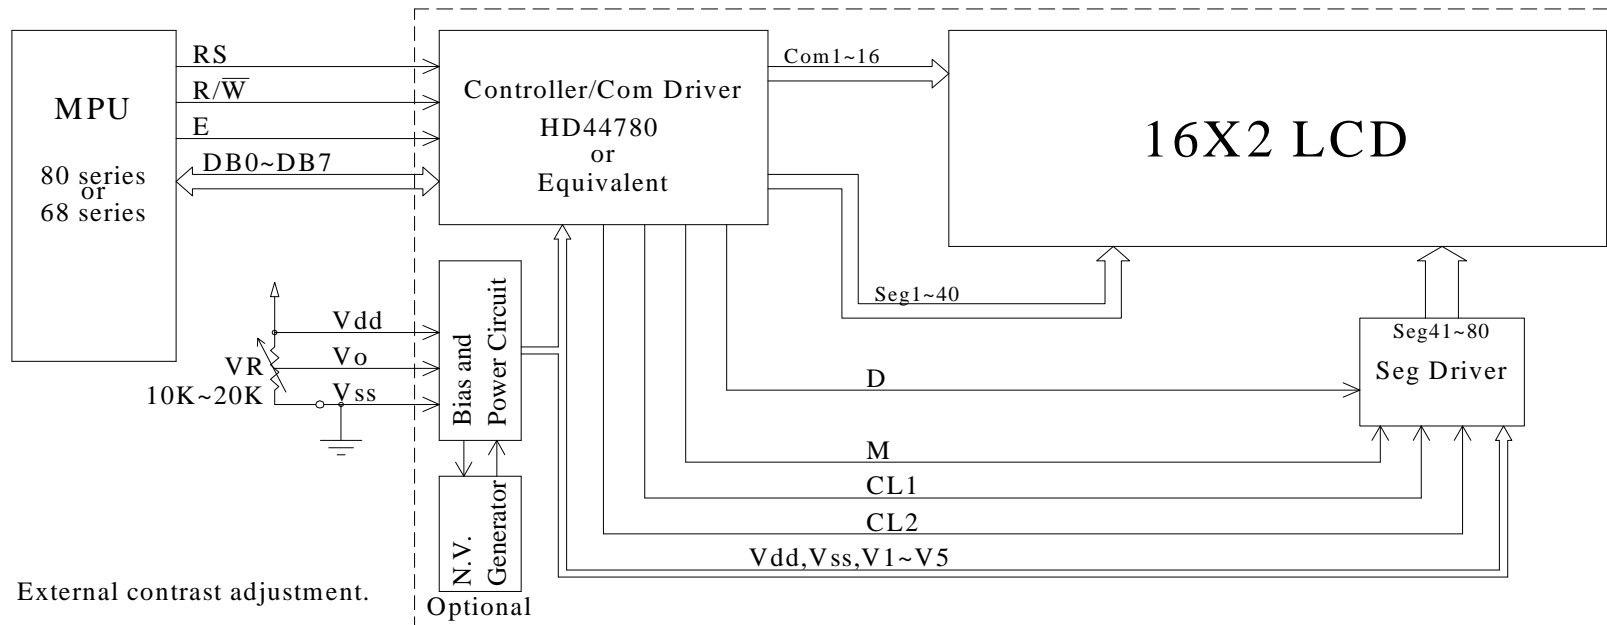 MPU
80 series
or
68 series
RS
R/W̅
E
DB0~DB7
Controller/Com Driver
HD44780
or
Equivalent
Com1~16
16X2 LCD
Seg1~40
Seg41~80
Seg Driver
Vdd
Vo
Vss
VR
10K~20K
Bias and
Power Circuit
D
M
CL1
CL2
Vdd,Vss,V1~V5
N.V.
Generator
Optional
External contrast adjustment.